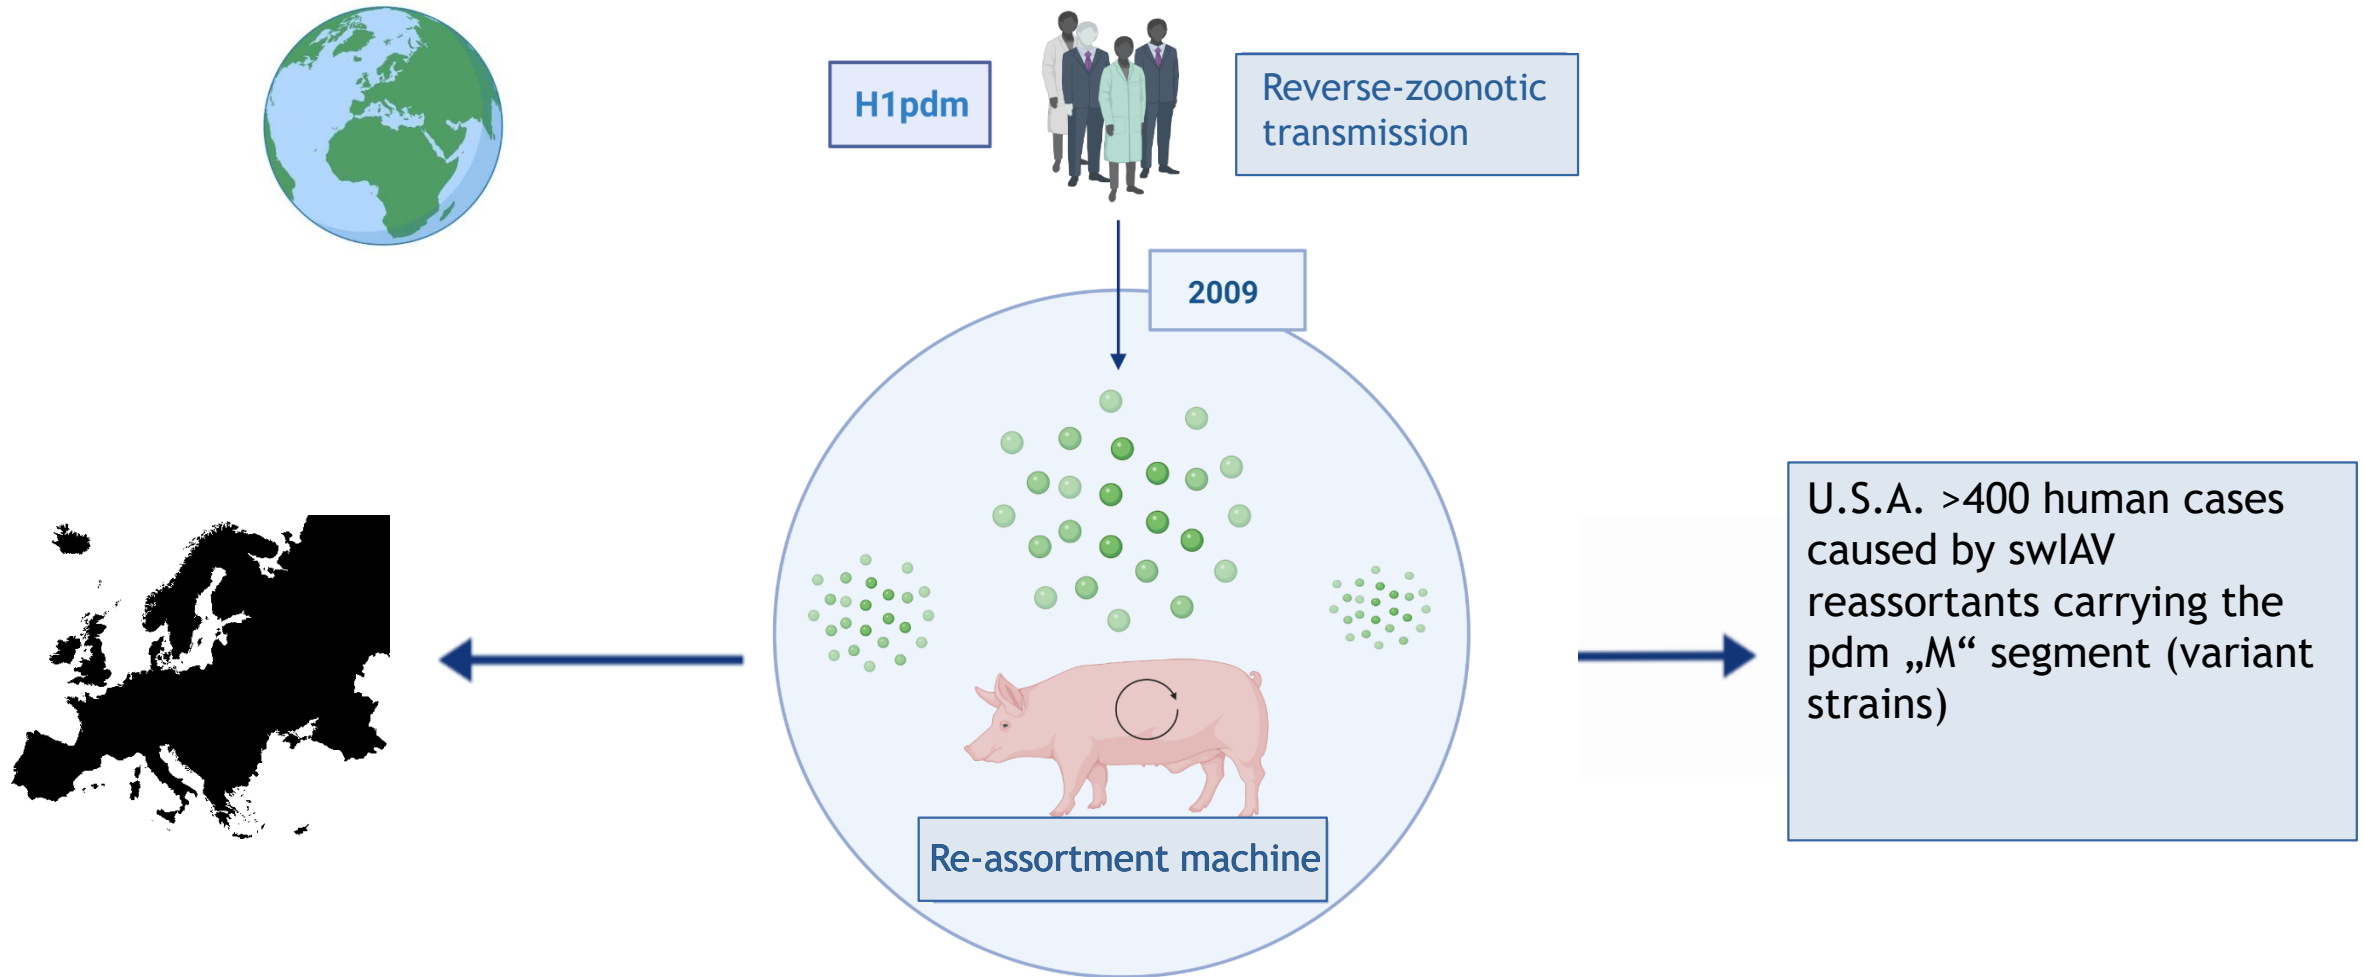 H1pdm
Reverse-zoonotic
transmission
2009
U.S.A. >400 human cases
caused by swIAV
reassortants carrying the
pdm „M“ segment (variant
strains)
Re-assortment machine